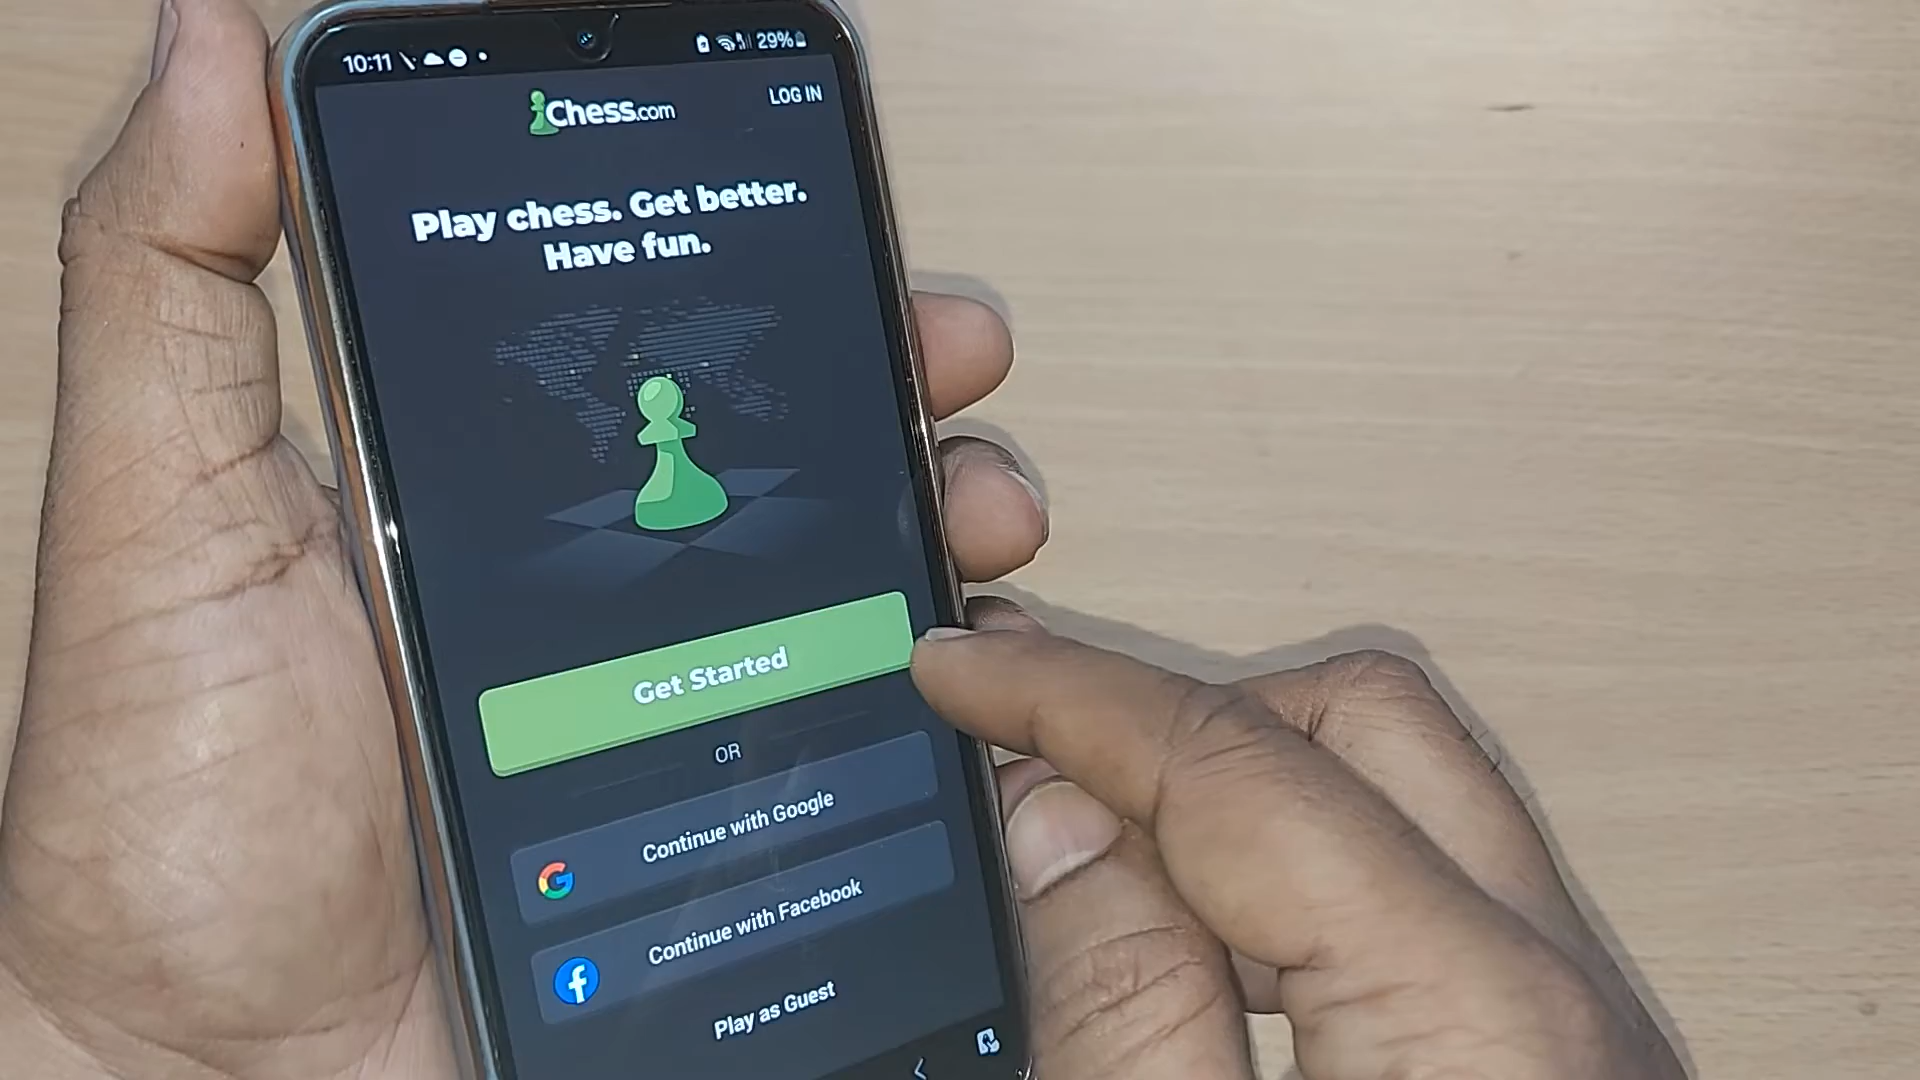 10:11
29%
Chess.com
LOG IN
Play chess. Get better.
Have fun.
Get Started
OR
Continue with Google
Continue with Facebook
Play as Guest